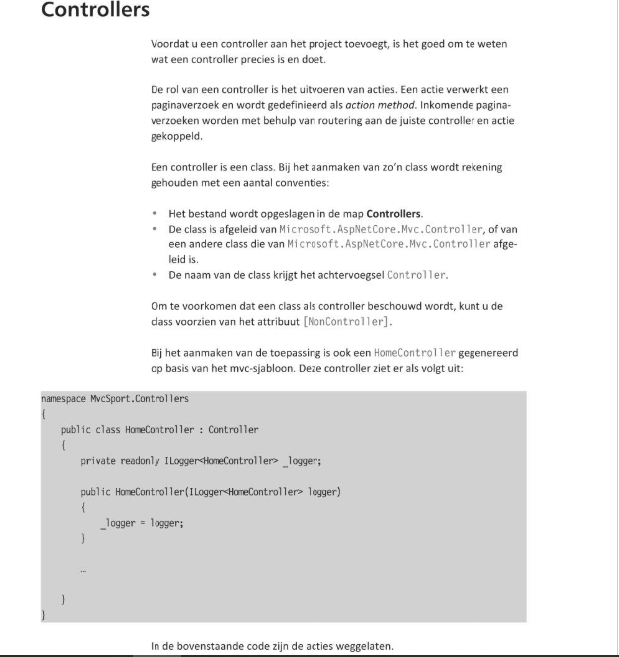 Controllers
Voordat u een controller aan het project toevoegt, is het goed om te weten
wat een controller precies is en doet.
De rol van een controller is het uitvoeren van acties. Een actie verwerkt een
paginaverzoek en wordt gedefinieerd als action method. Inkomende pagina-
verzoeken worden met behulp van routering aan de juiste controller en actie
gekoppeld.
Een controller is een class. Bij het aanmaken van zo'n class wordt rekening
gehouden met een aantal conventies:
• Het bestand wordt opgeslagen in de map Controllers.
• De class is afgeleid van Microsoft.AspNetCore.Mvc.Controller, of van
een andere class die van Microsoft.AspNetCore.Mvc.Controller afge-
leid is.
• De naam van de class krijgt het achtervoegsel Controller.
Om te voorkomen dat een class als controller beschouwd wordt, kunt u de
class voorzien van het attribuut [NonController].
Bij het aanmaken van de toepassing is ook een HomeController gegenereerd
op basis van het mvc-sjabloon. Deze controller ziet er als volgt uit:
namespace MvcSport.Controllers
{
public class HomeController : Controller
{
private readonly ILogger<HomeController> _logger;
public HomeController(ILogger<HomeController> logger)
{
_logger = logger;
}
…
}
}
In de bovenstaande code zijn de acties weggelaten.